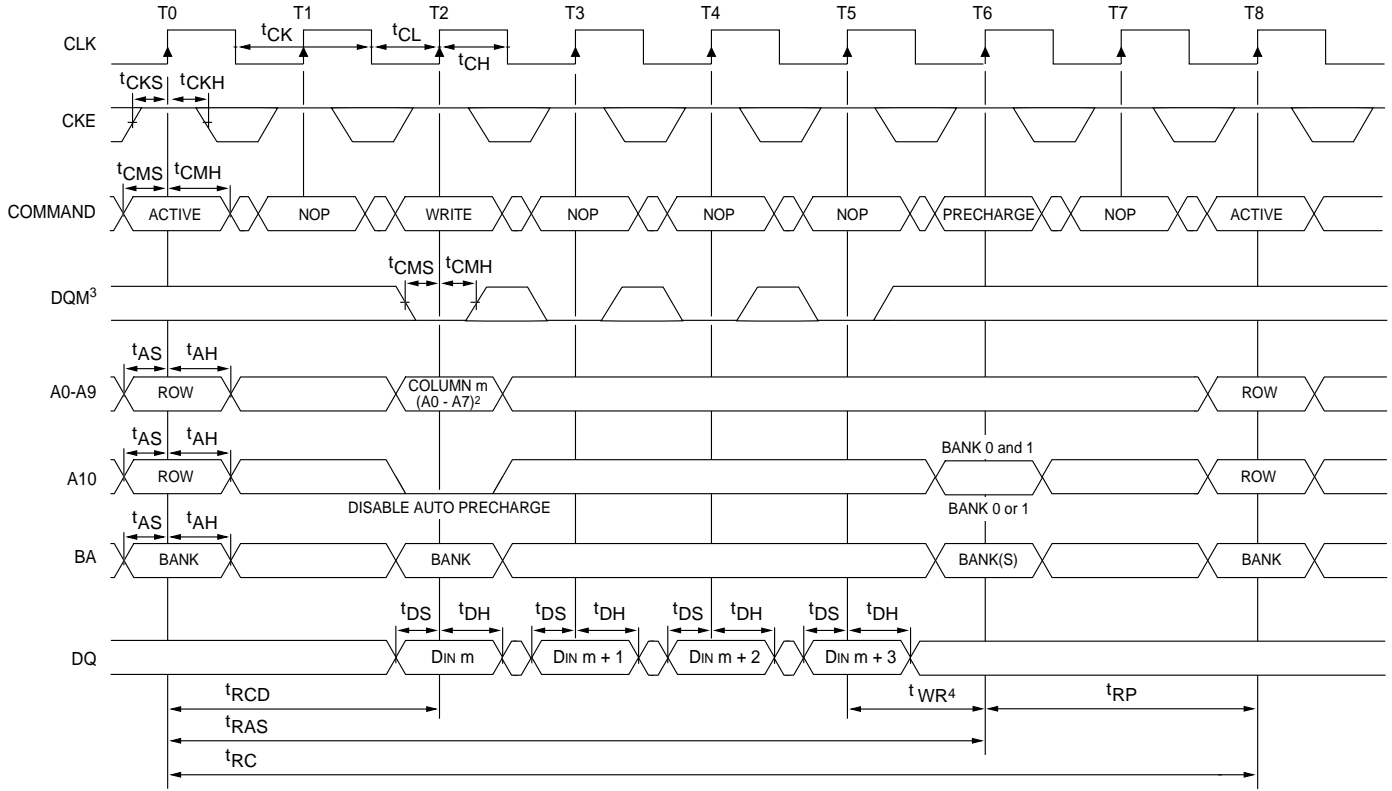 T0 T1 T2 T3 T4 T5 T6 T7 T8
CLK tCK tCL
tCH
tCKS tCKH
CKE
tCMS tCMH
COMMAND ACTIVE NOP WRITE NOP NOP NOP PRECHARGE NOP ACTIVE
tCMS tCMH
DQM3
tAS tAH
A0-A9 ROW COLUMN m ROW
(A0 - A7)2
tAS tAH
BANK 0 and 1
A10 ROW ROW
DISABLE AUTO PRECHARGE BANK 0 or 1
tAS tAH
BA BANK BANK BANK(S) BANK
tDS tDH tDS tDH tDS tDH tDS tDH
DQ DIN m DIN m + 1 DIN m + 2 DIN m + 3
tRCD t WR4 tRP
tRAS
tRC